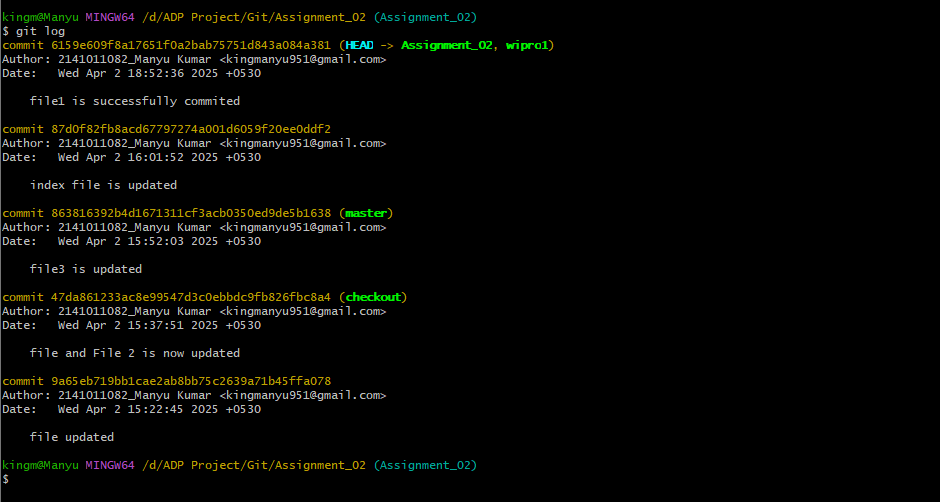 kingm@Manyu MINGW64 /d/ADP Project/Git/Assignment_02 (Assignment_02)
$ git log
commit 6159e609f8a17651f0a2bab75751d843a084a381 (HEAD -> Assignment_02, wipro1)
Author: 2141011082_Manyu Kumar <kingmanyu951@gmail.com>
Date:   Wed Apr 2 18:52:36 2025 +0530

    file1 is successfully commited

commit 87d0f82fb8acd67797274a001d6059f20ee0ddf2
Author: 2141011082_Manyu Kumar <kingmanyu951@gmail.com>
Date:   Wed Apr 2 16:01:52 2025 +0530

    index file is updated

commit 863816392b4d1671311cf3acb0350ed9de5b1638 (master)
Author: 2141011082_Manyu Kumar <kingmanyu951@gmail.com>
Date:   Wed Apr 2 15:52:03 2025 +0530

    file3 is updated

commit 47da861233ac8e99547d3c0ebbdc9fb826fbc8a4 (checkout)
Author: 2141011082_Manyu Kumar <kingmanyu951@gmail.com>
Date:   Wed Apr 2 15:37:51 2025 +0530

    file and File 2 is now updated

commit 9a65eb719bb1cae2ab8bb75c2639a71b45ffa078
Author: 2141011082_Manyu Kumar <kingmanyu951@gmail.com>
Date:   Wed Apr 2 15:22:45 2025 +0530

    file updated

kingm@Manyu MINGW64 /d/ADP Project/Git/Assignment_02 (Assignment_02)
$